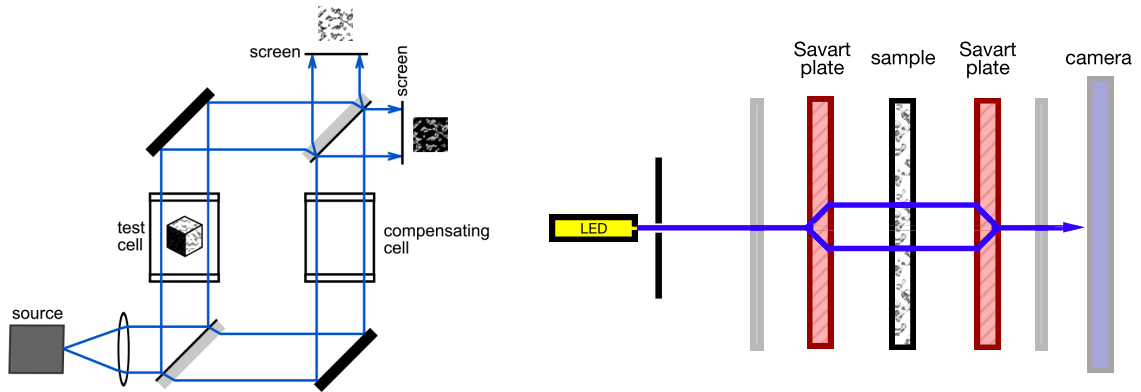 screen
screen
test
cell
compensating
cell
source
Savart
plate
sample
Savart
plate
camera
LED